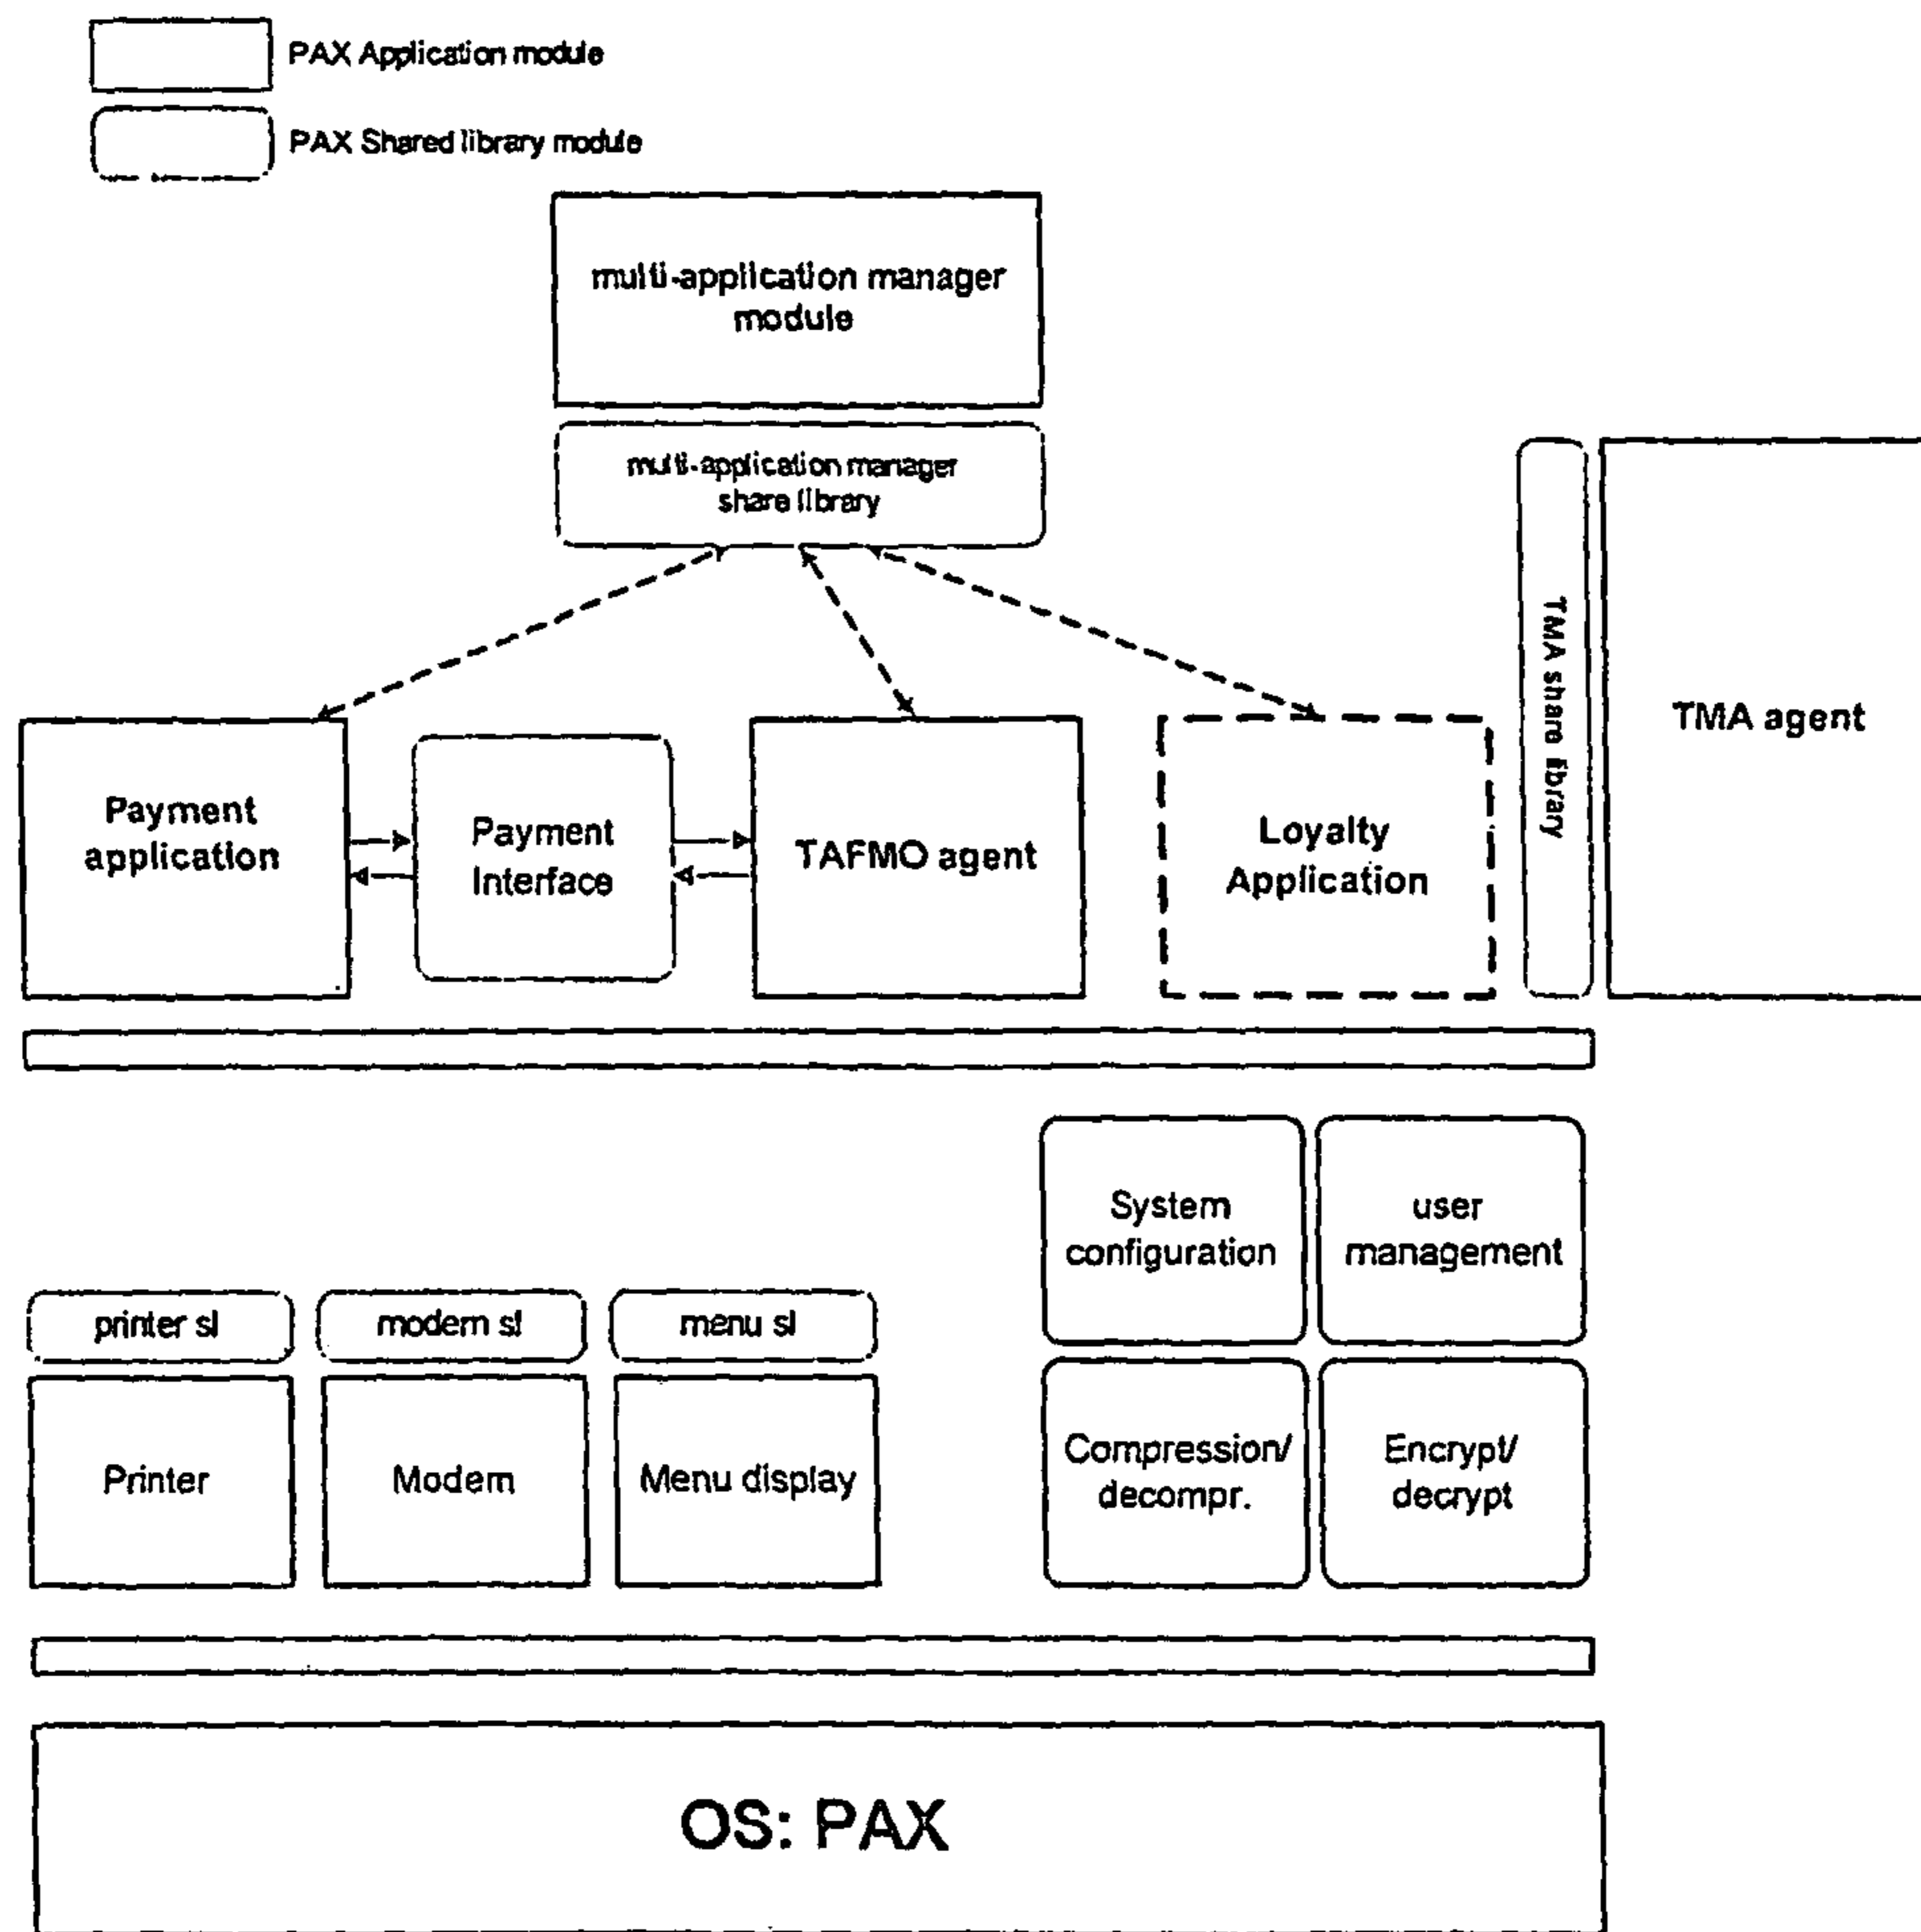 PAX Application module
PAX Shared library module
multi-application manager
module
multi-application manager
share library
TMA share library
TMA agent
Payment
application
Payment
Interface
TAFMO agent
Loyalty
Application
System
configuration
user
management
printer sl
modem sl
menu sl
Printer
Modem
Menu display
Compression/
decompr.
Encrypt/
decrypt
OS: PAX